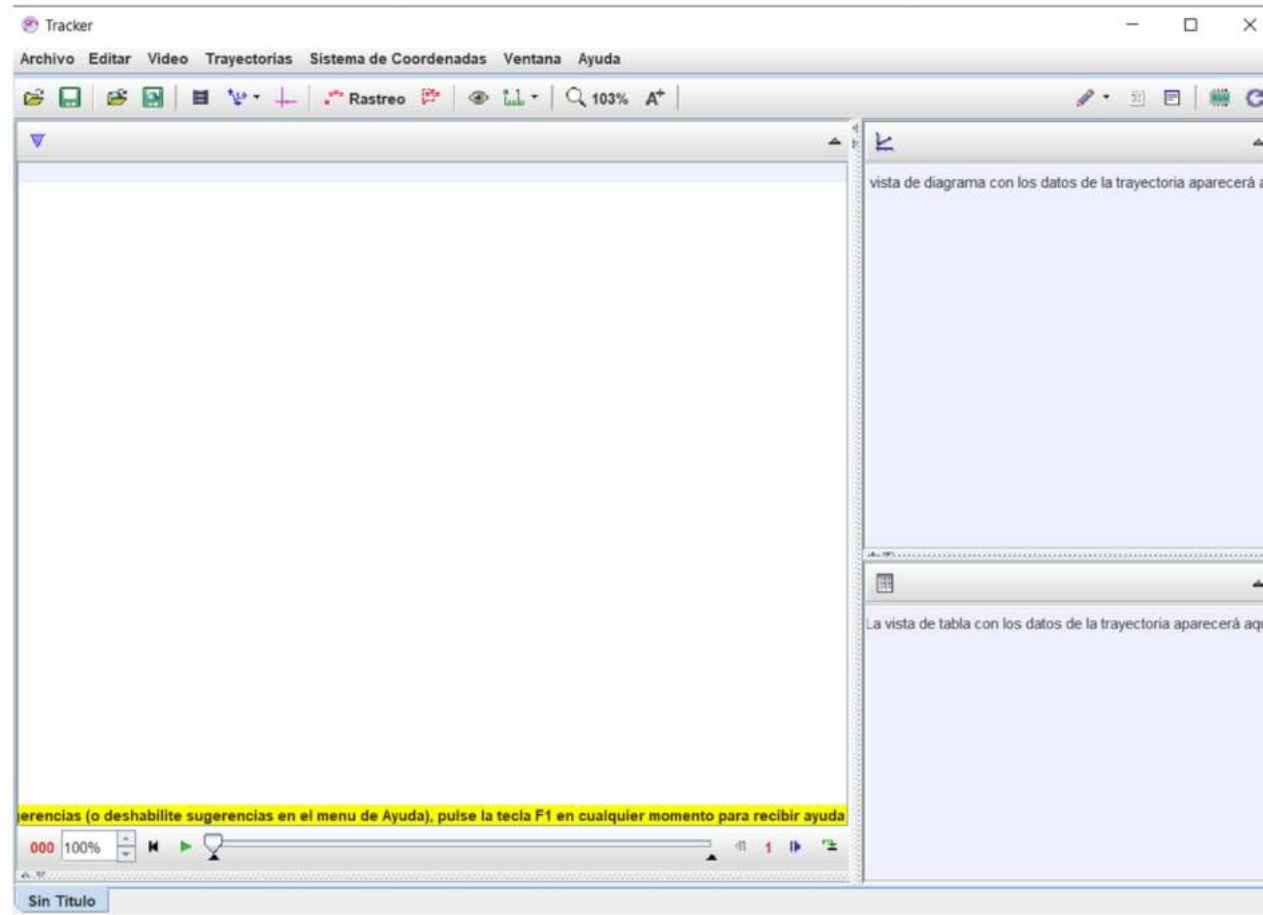 Tracker
Archivo Editar Video Trayectorias Sistema de Coordenadas Ventana Ayuda
Rastreo 103% A+
vista de diagrama con los datos de la trayectoria aparecerá
La vista de tabla con los datos de la trayectoria aparecerá
(o deshabilite sugerencias en el menu de Ayuda), pulse la tecla F1 en cualquier momento para recibir ayuda
000 100% 1
Sin Titulo